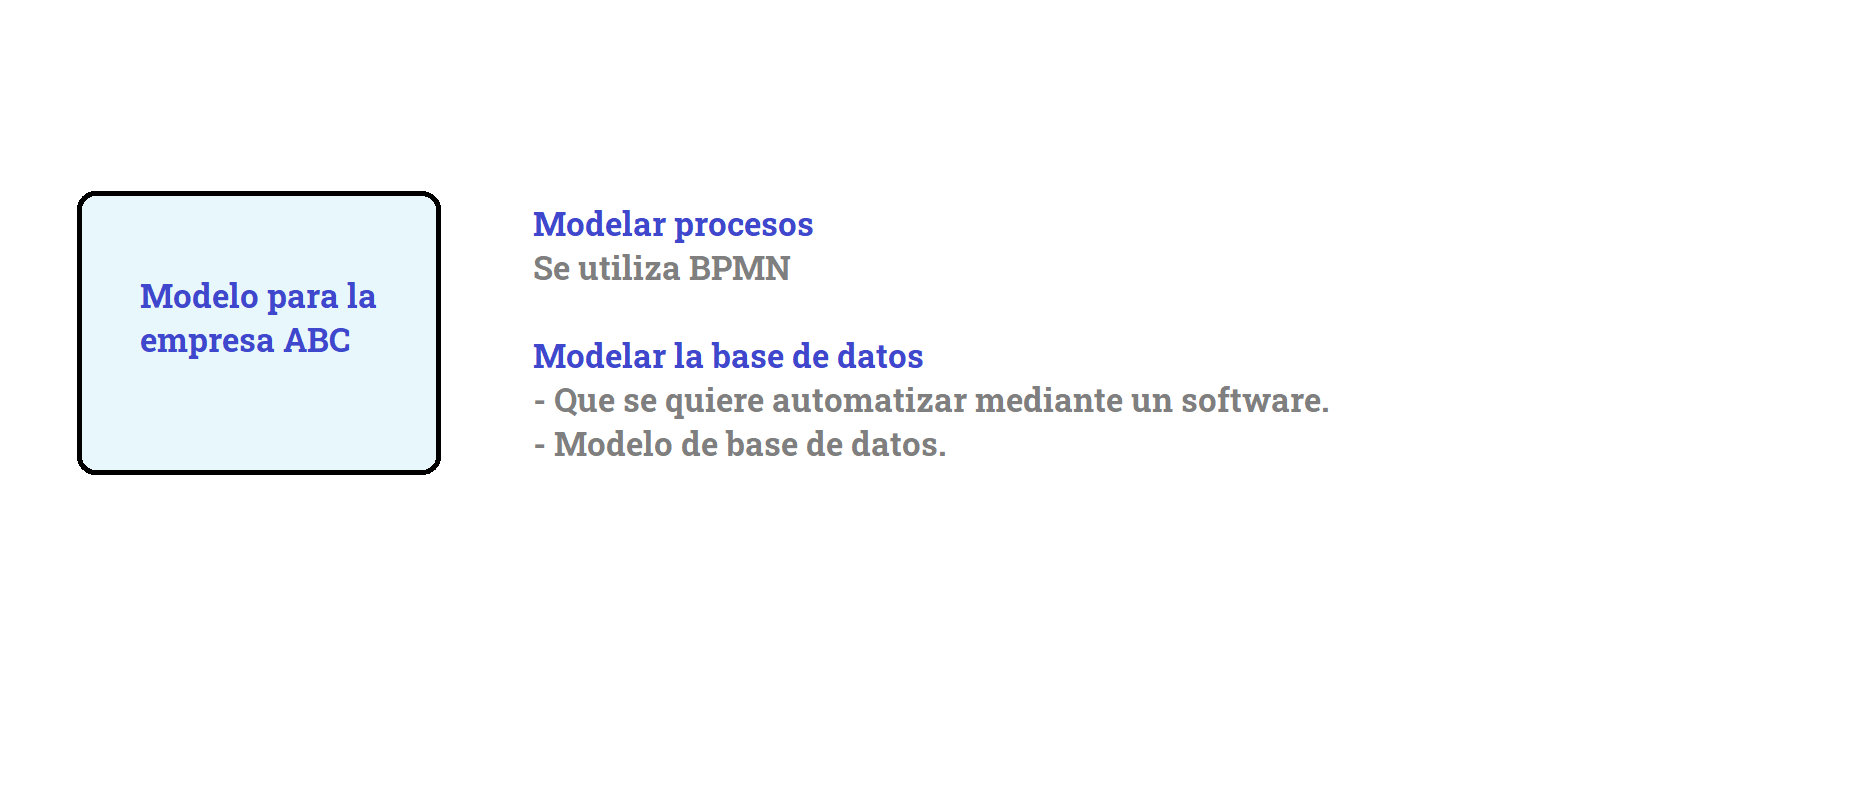 Modelo para la
empresa ABC
Modelar procesos
Se utiliza BPMN
Modelar la base de datos
- Que se quiere automatizar mediante un software.
- Modelo de base de datos.